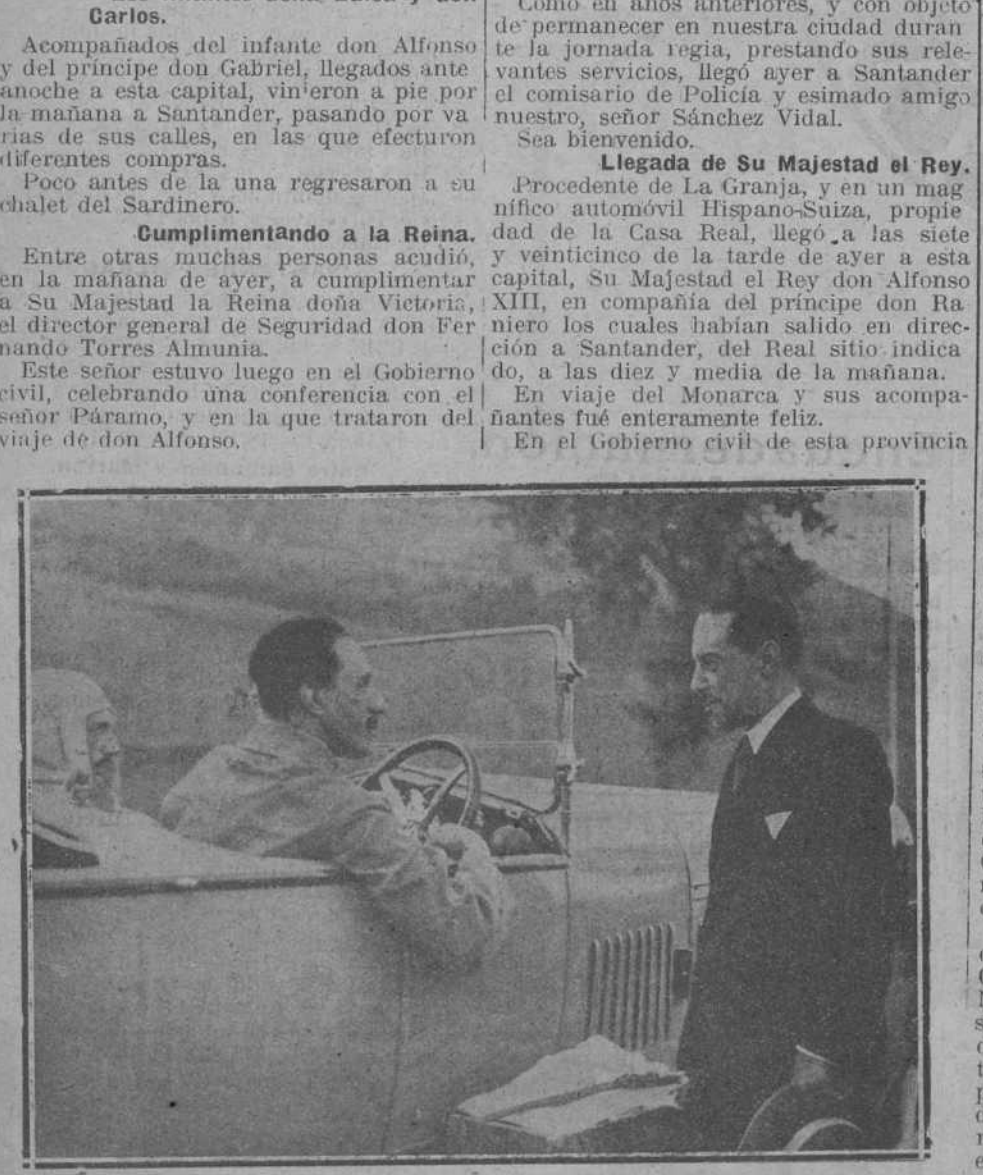 Carlos.
Acompañados del infante don Alfonso
y del príncipe don Gabriel, llegados ante
anoche a esta capital, vinieron a pie por
la mañana a Santander, pasando por va
rias de sus calles, en las que efecturon
diferentes compras.
Poco antes de la una regresaron a su
chalet del Sardinero.
Cumplimentando a la Reina.
Entre otras muchas personas acudió,
en la mañana de ayer, a cumplimentar
a Su Majestad la Reina doña Victoria,
el director general de Seguridad don Fer
nando Torres Almunia.
Este señor estuvo luego en el Gobierno
civil, celebrando una conferencia con el
señor Páramo, y en la que trataron del
viaje de don Alfonso.
Como en años anteriores, y con objeto
de permanecer en nuestra ciudad duran
te la jornada regia, prestando sus rele-
vantes servicios, llegó ayer a Santander
el comisario de Policía y esimado amigo
nuestro, señor Sánchez Vidal.
Sea bienvenido.
Llegada de Su Majestad el Rey.
Procedente de La Granja, y en un mag
nífico automóvil Hispano-Suiza, propie
dad de la Casa Real, llegó a las siete
y veinticinco de la tarde de ayer a esta
capital, Su Majestad el Rey don Alfonso
XIII, en compañía del príncipe don Ra
niero los cuales habían salido en direc-
ción a Santander, del Real sitio indica
do, a las diez y media de la mañana.
En viaje del Monarca y sus acompa-
ñantes fué enteramente feliz.
En el Gobierno civil de esta provincia